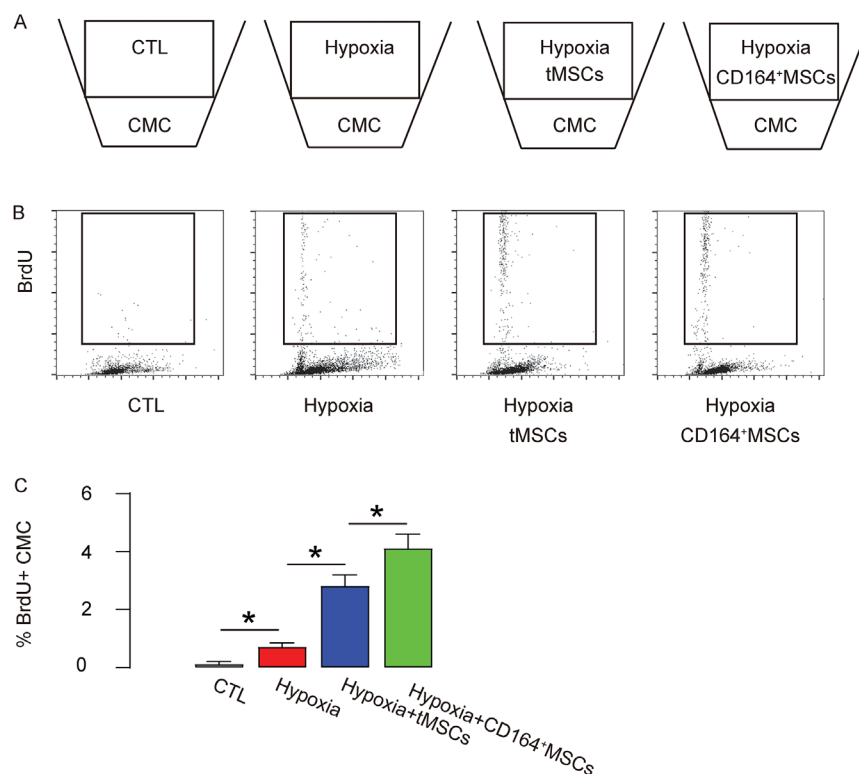 A
CTL
CMC
Hypoxia
CMC
Hypoxia
tMSCs
CMC
Hypoxia
CD164⁺MSCs
CMC
B
BrdU
CTL
Hypoxia
Hypoxia
tMSCs
Hypoxia
CD164⁺MSCs
C
% BrdU+ CMC
6
4
2
0
*
*
*
CTL
Hypoxia
Hypoxia+tMSCs
Hypoxia+CD164⁺MSCs